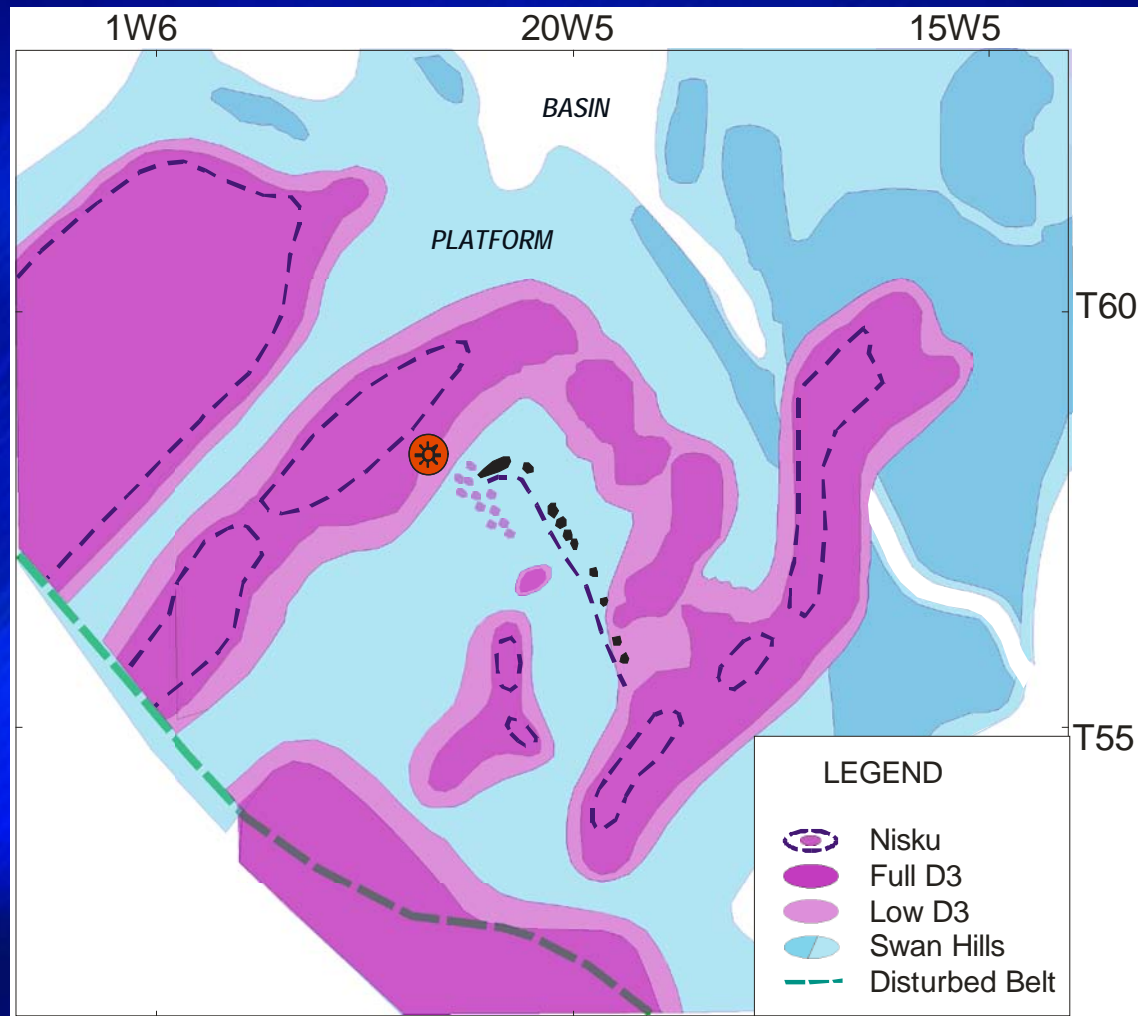 1W6 20W5 15W5
BASIN
PLATFORM
T60
T55
LEGEND
Nisku
Full D3
Low D3
Swan Hills
Disturbed Belt